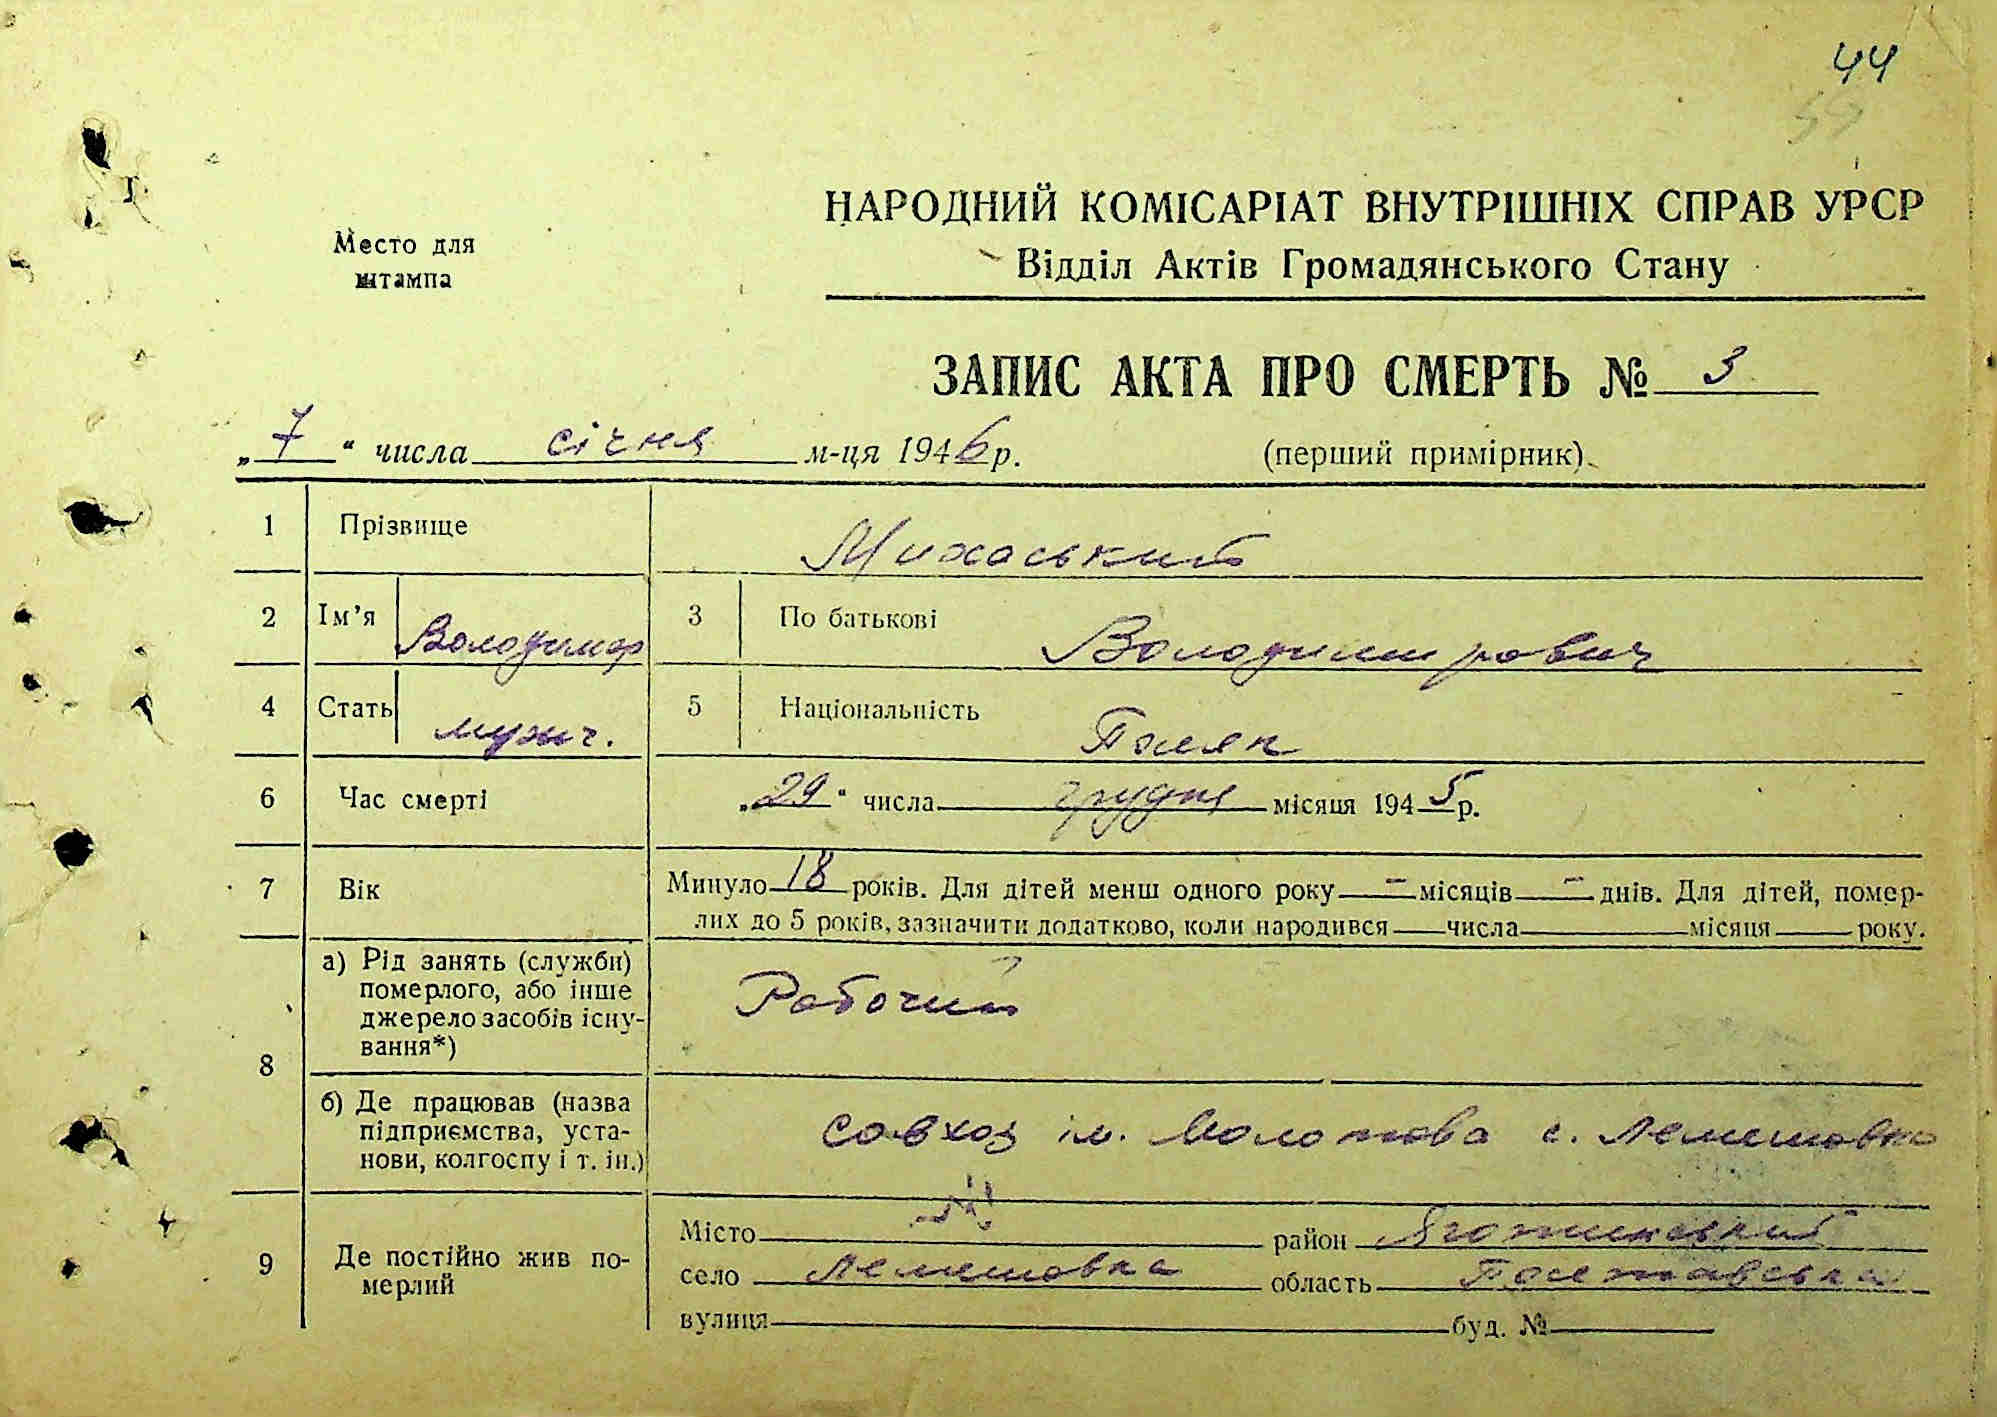 44
59
Место для
штампа
НАРОДНИЙ КОМІСАРІАТ ВНУТРІШНІХ СПРАВ УРСР
Відділ Актів Громадянського Стану
ЗАПИС АКТА ПРО СМЕРТЬ № 3
„7“ числа січня м-ця 1946 р. (перший примірник)
1 Прізвище Михаський
2 Ім’я Володимир 3 По батькові Володимирович
4 Стать мужч. 5 Національність Поляк
6 Час смерті „29“ числа грудня місяця 1945 р.
7 Вік Минуло 18 років. Для дітей менш одного року — місяців — днів. Для дітей, помер-
лих до 5 років, зазначити додатково, коли народився числа місяця року.
8 а) Рід занять (служби)
померлого, або інше
джерело засобів існу-
вання*) Рабочий
б) Де працював (назва
підприємства, уста-
нови, колгоспу і т. ін.) совхоз ім. Молотова с. Лемешовка
9 Де постійно жив по-
мерлий
Місто район Яготинський
село Лемешовка область Полтавська
вулиця буд. №